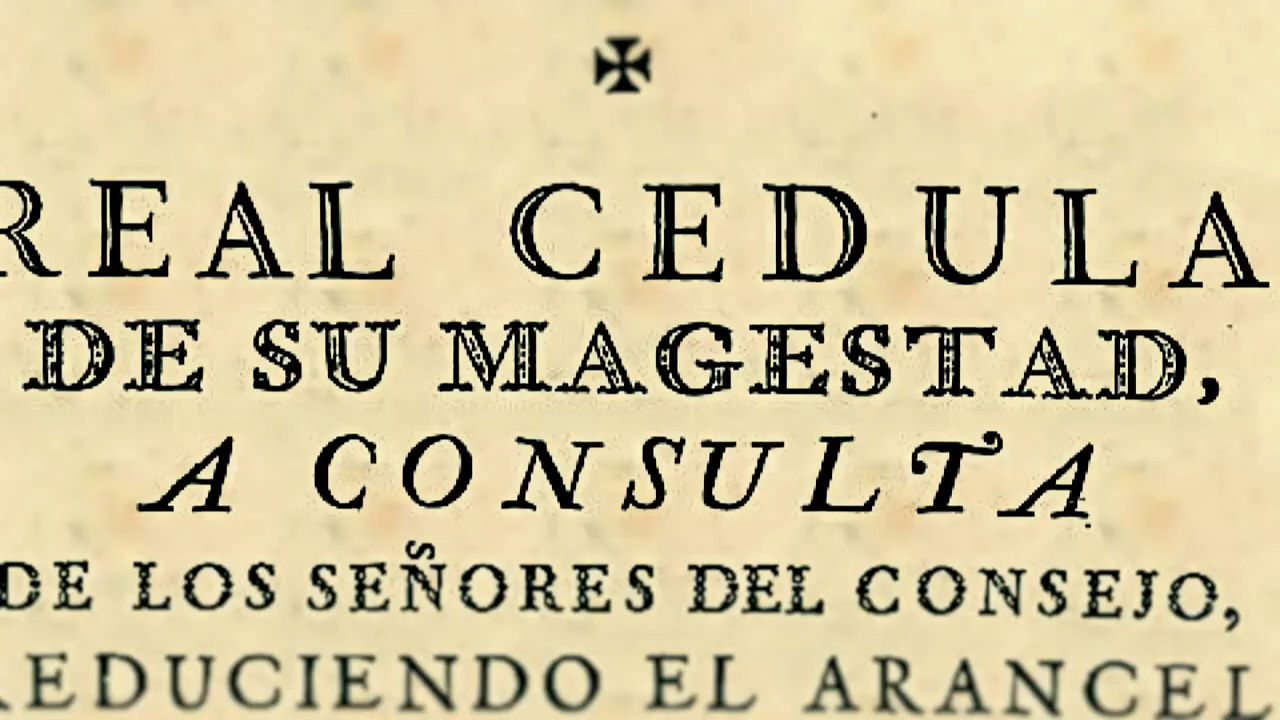 REAL CEDULA
DE SU MAGESTAD,
A CONSULTA
DE LOS SEÑORES DEL CONSEJO,
REDUCIENDO EL ARANCEL